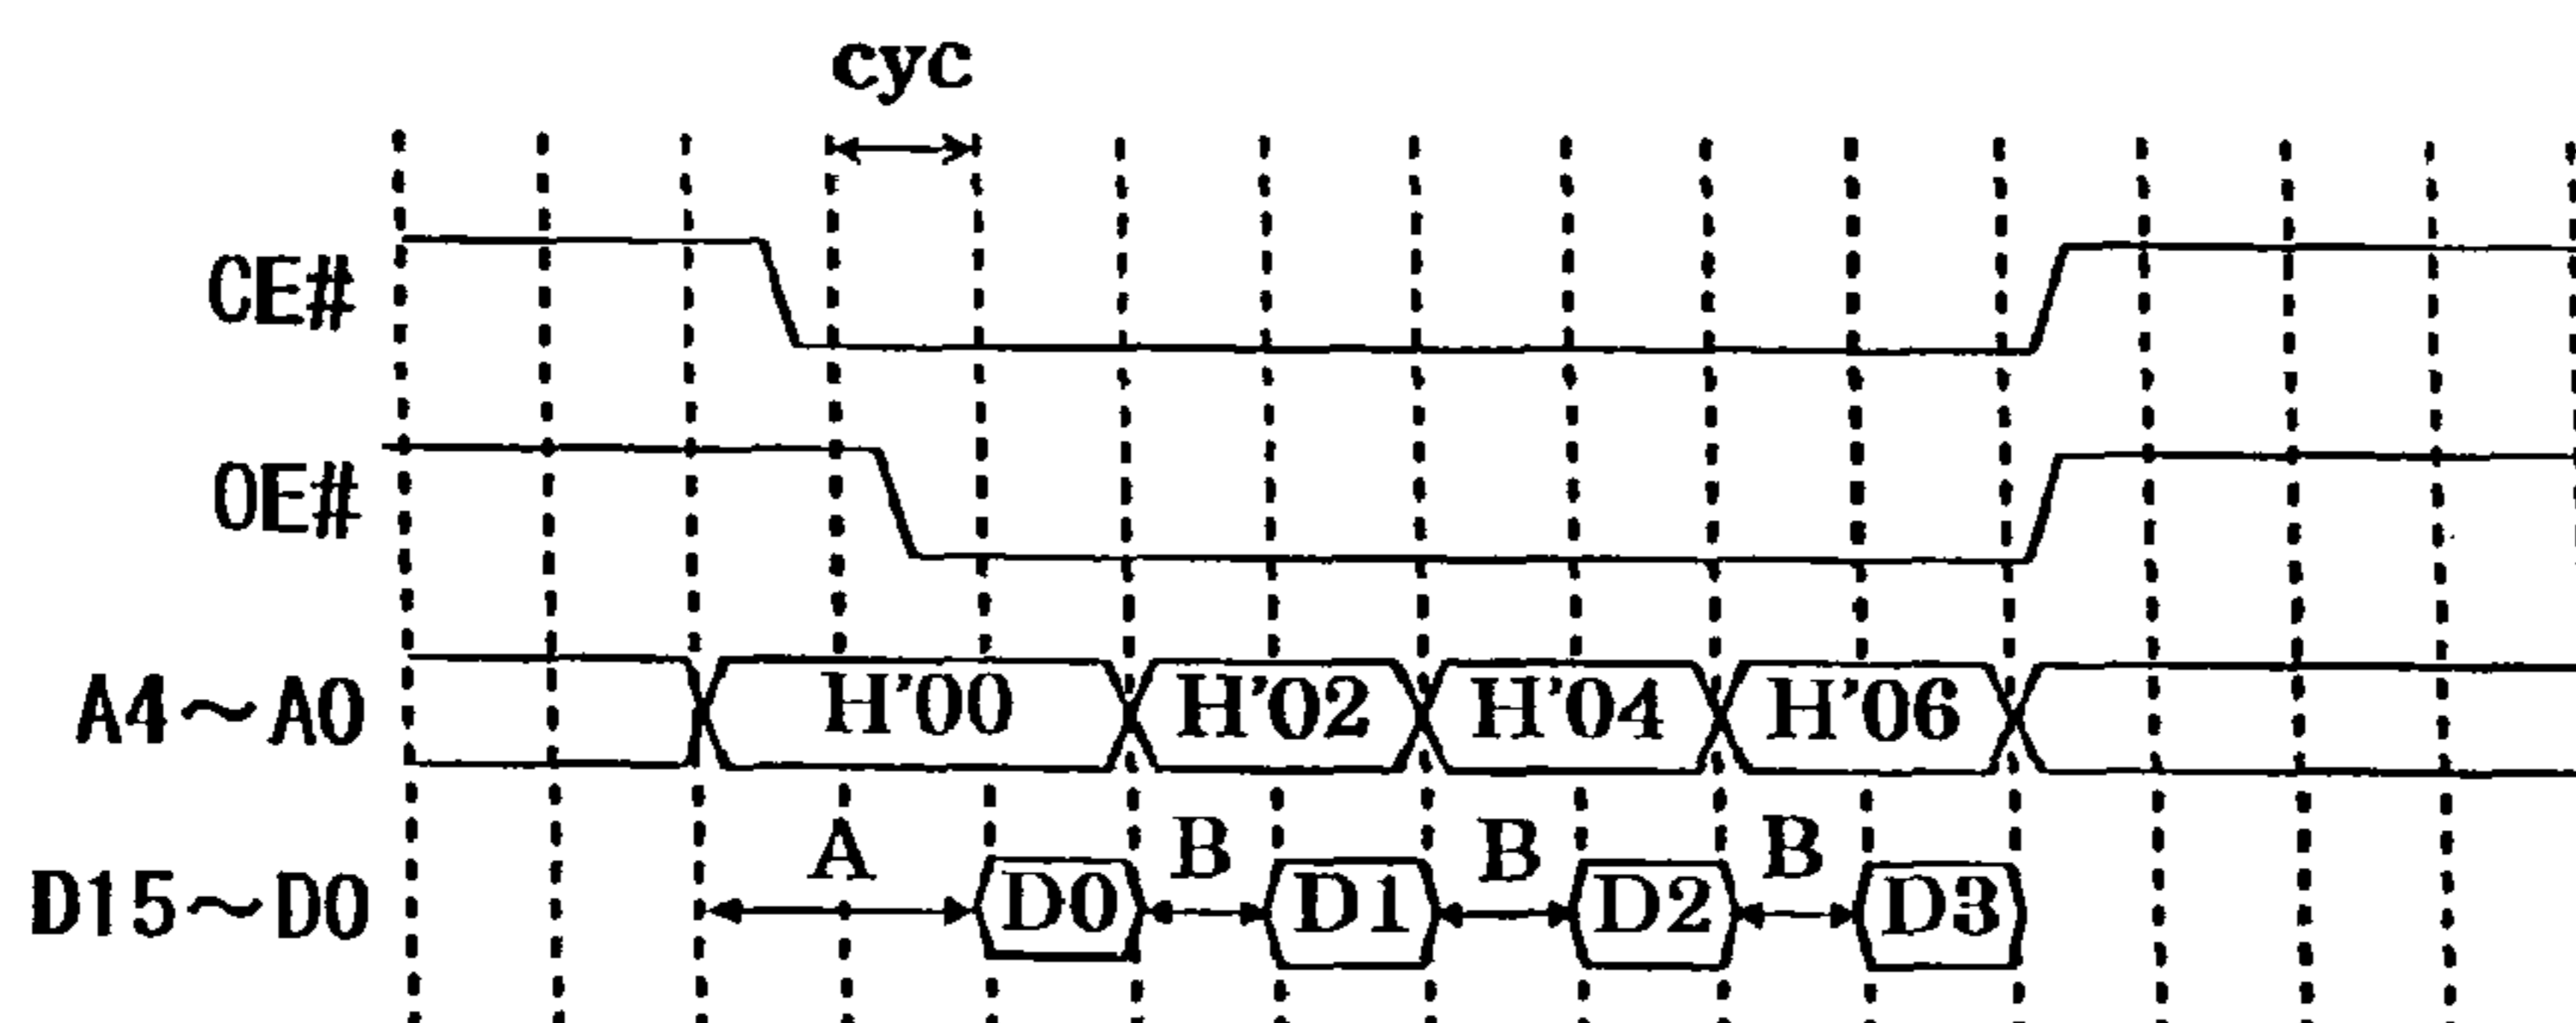 cyc
CE#
OE#
A4～A0 H'00 H'02 H'04 H'06
A B B B
D15～D0 D0 D1 D2 D3